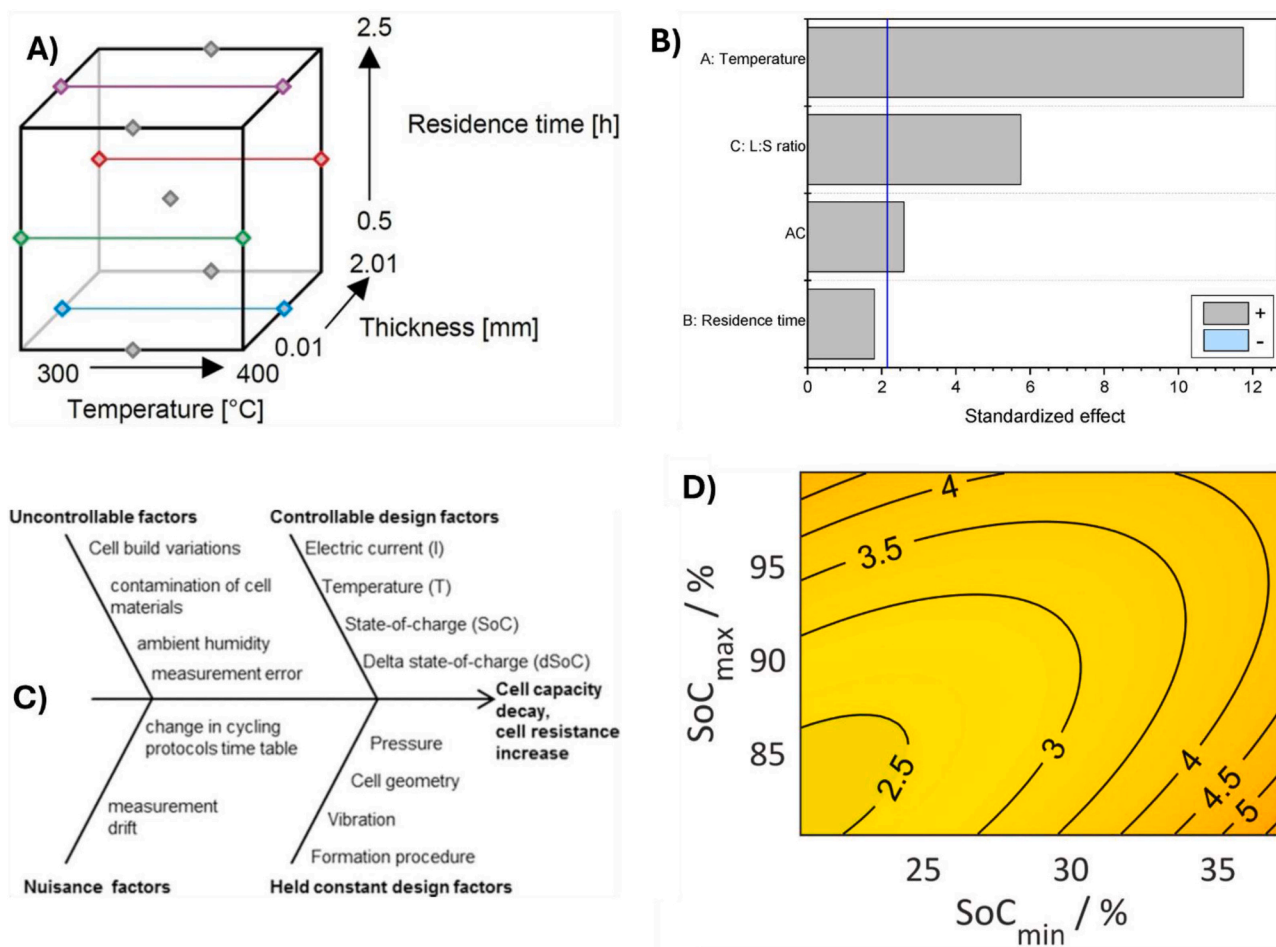 A)
2.5
Residence time [h]
0.5
2.01
Thickness [mm]
0.01
300
400
Temperature [°C]
B)
A: Temperature
C: L:S ratio
AC
B: Residence time
+
-
0
2
4
6
8
10
12
Standardized effect
C)
Uncontrollable factors
Cell build variations
contamination of cell
materials
ambient humidity
measurement error
Controllable design factors
Electric current (I)
Temperature (T)
State-of-charge (SoC)
Delta state-of-charge (dSoC)
Cell capacity
decay,
cell resistance
increase
change in cycling
protocols time table
measurement
drift
Nuisance factors
Pressure
Cell geometry
Vibration
Formation procedure
Held constant design factors
D)
SoCmax / %
95
90
85
4
3.5
3
2.5
4
4.5
5
25
30
35
SoCmin / %